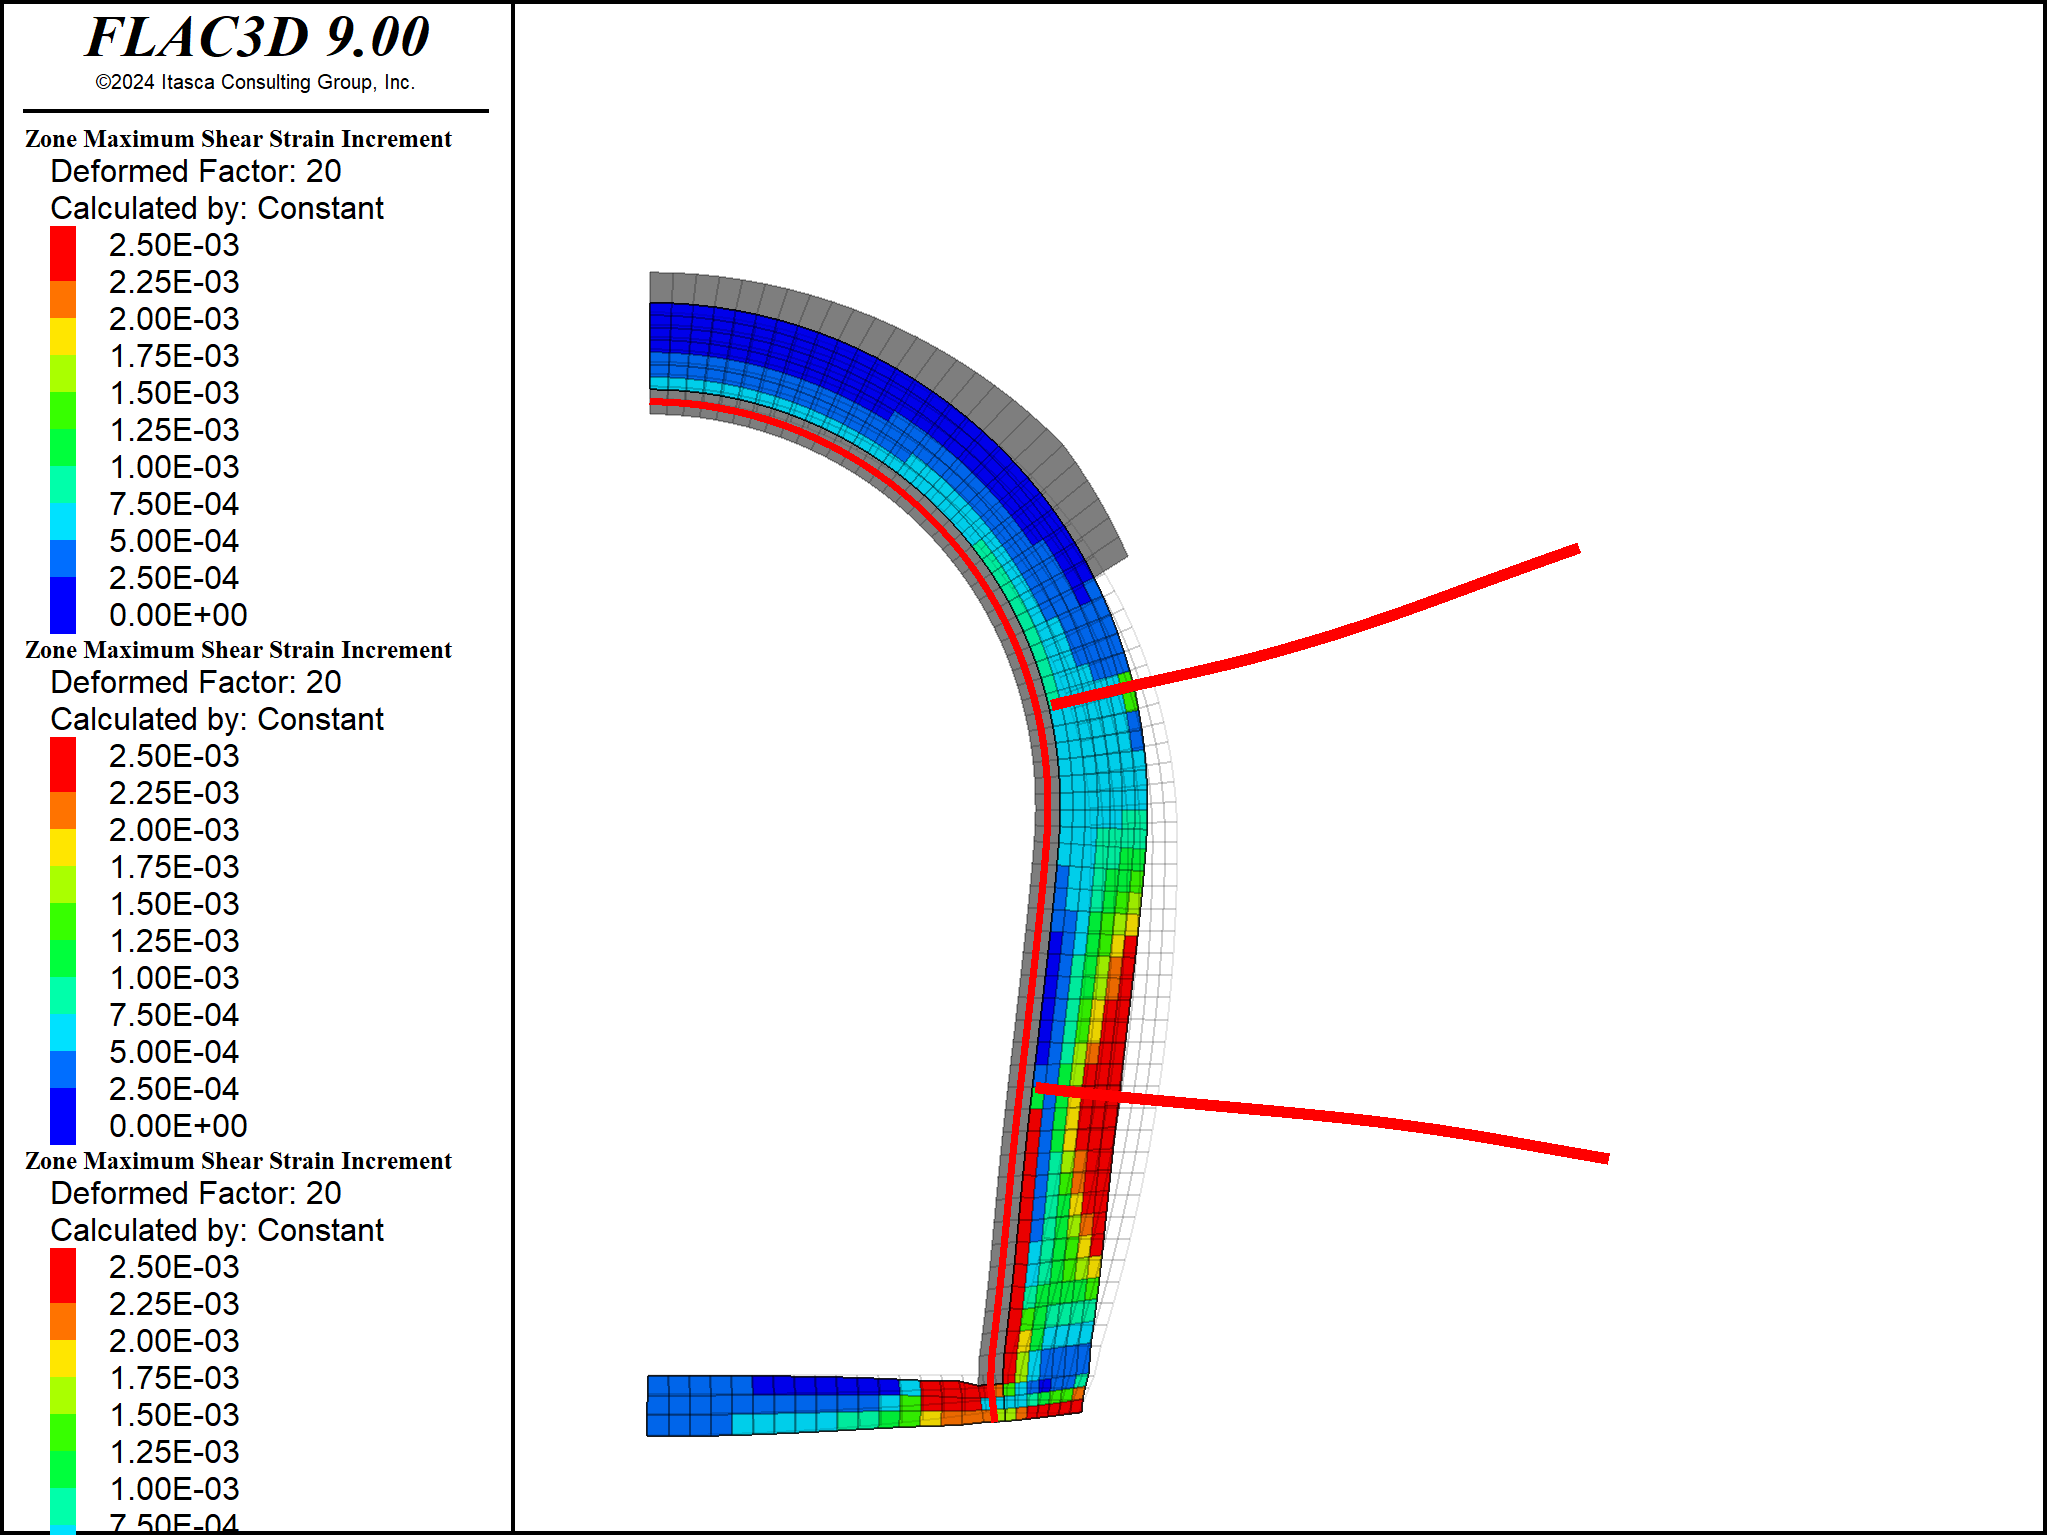 FLAC3D 9.00
©2024 Itasca Consulting Group, Inc.
Zone Maximum Shear Strain Increment
Deformed Factor: 20
Calculated by: Constant
2.50E-03
2.25E-03
2.00E-03
1.75E-03
1.50E-03
1.25E-03
1.00E-03
7.50E-04
5.00E-04
2.50E-04
0.00E+00
Zone Maximum Shear Strain Increment
Deformed Factor: 20
Calculated by: Constant
2.50E-03
2.25E-03
2.00E-03
1.75E-03
1.50E-03
1.25E-03
1.00E-03
7.50E-04
5.00E-04
2.50E-04
0.00E+00
Zone Maximum Shear Strain Increment
Deformed Factor: 20
Calculated by: Constant
2.50E-03
2.25E-03
2.00E-03
1.75E-03
1.50E-03
1.25E-03
1.00E-03
7.50E-04